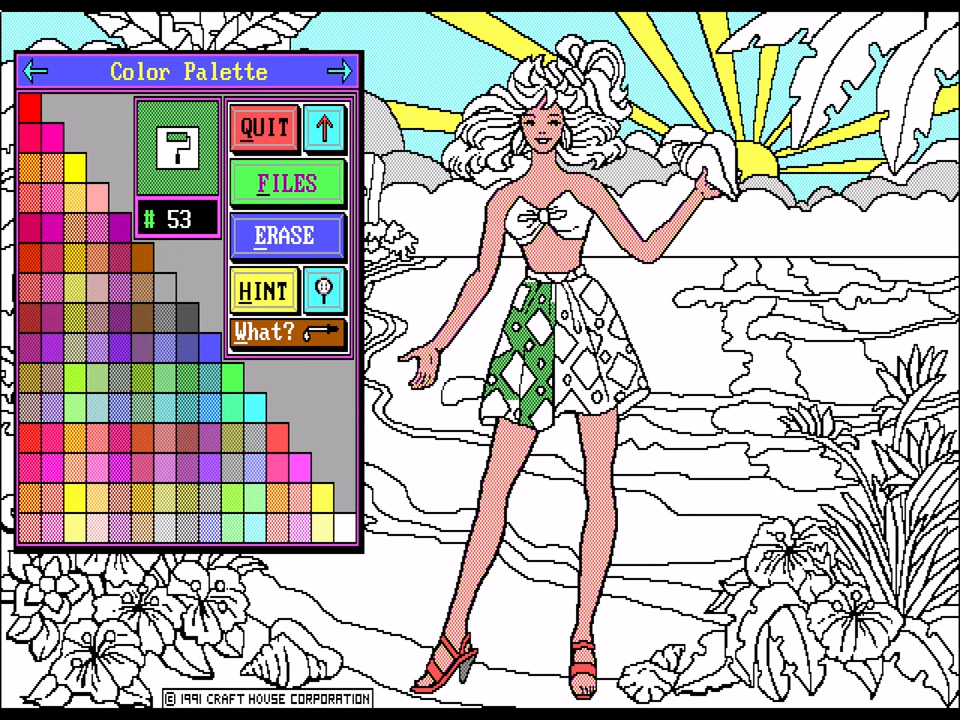 Color Palette
QUIT
FILES
# 53
ERASE
HINT
What?
© 1991 CRAFT HOUSE CORPORATION